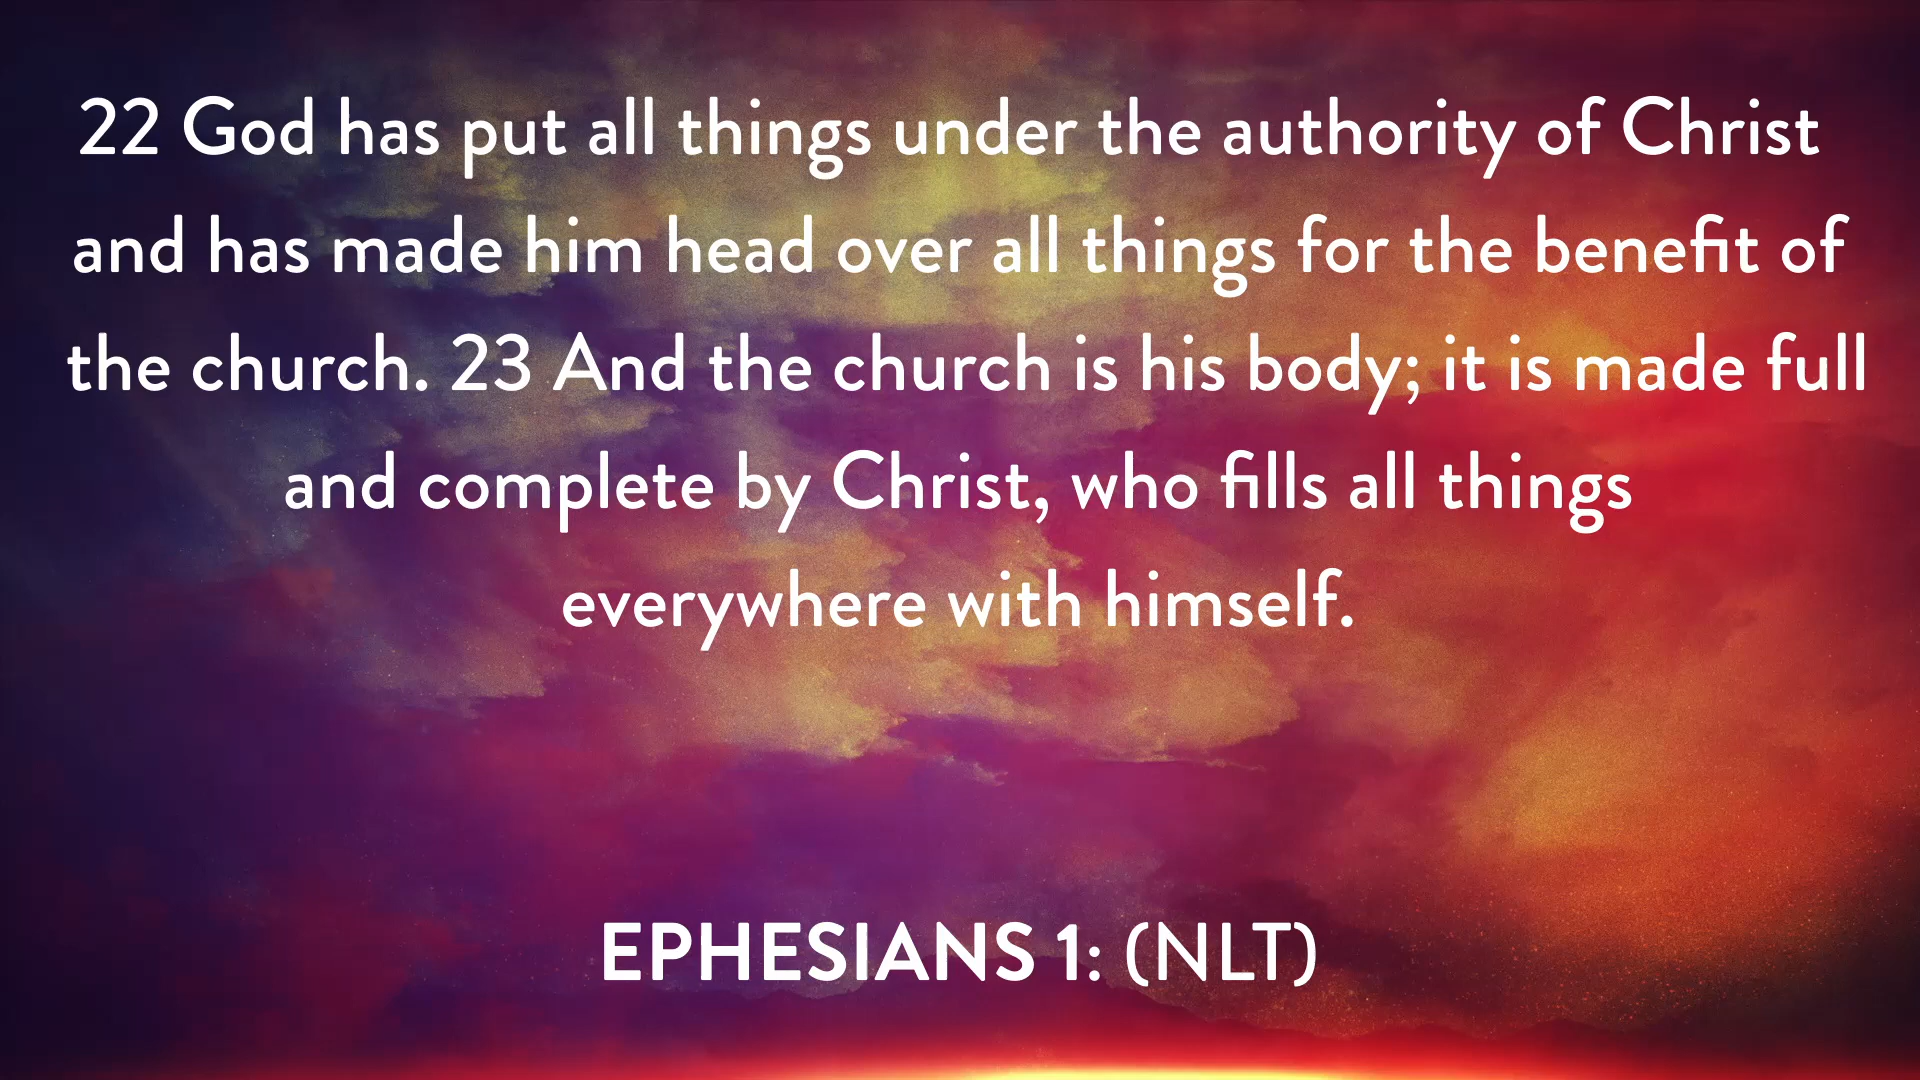 22 God has put all things under the authority of Christ
and has made him head over all things for the benefit of
the church. 23 And the church is his body; it is made full
and complete by Christ, who fills all things
everywhere with himself.
EPHESIANS 1: (NLT)